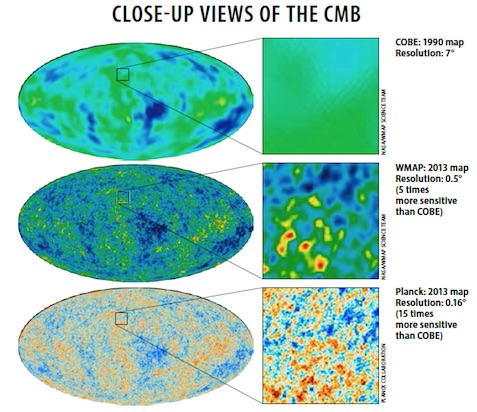 CLOSE-UP VIEWS OF THE CMB
COBE: 1990 map
Resolution: 7°
NASA/WMAP SCIENCE TEAM
WMAP: 2013 map
Resolution: 0.5°
(5 times
more sensitive
than COBE)
NASA/WMAP SCIENCE TEAM
Planck: 2013 map
Resolution: 0.16°
(15 times
more sensitive
than COBE)
PLANCK COLLABORATION